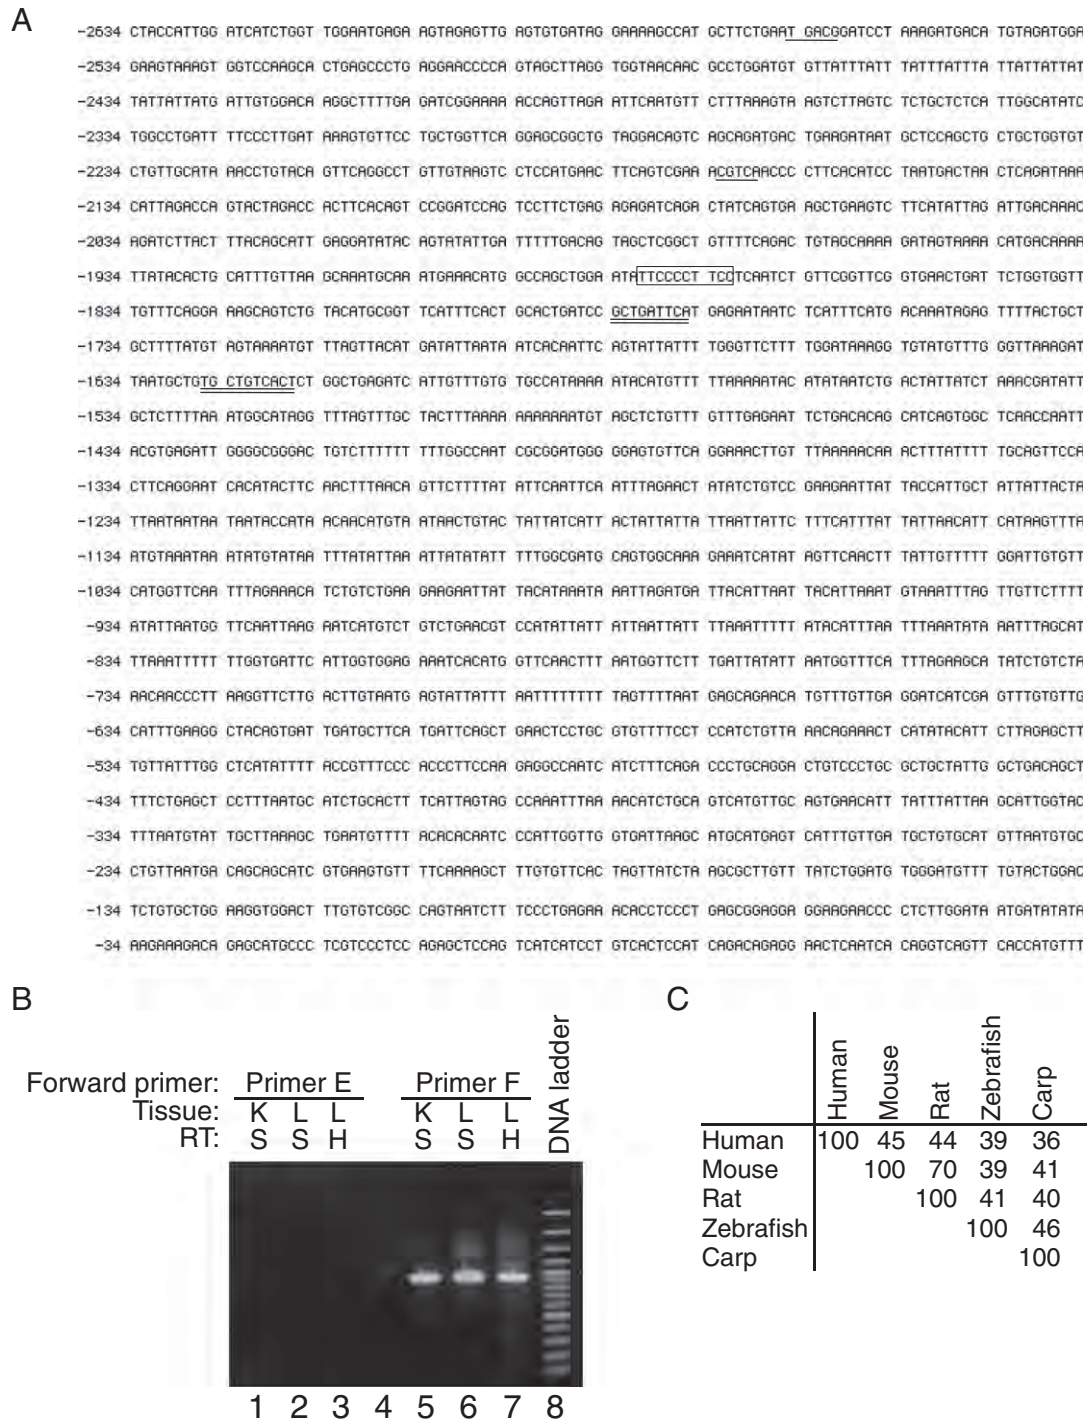 A
-2634 CTACCATTGG ATCATCTGGT TGGAATGAGA AAGTAGAGTTG AGTGTGATAG GAAAAGCCAT GCTTCTGAAT GACGGATCCT AAAGATGACA TGTAGATGGA
-2534 GAAGTAAAGT GGTCCAAGCA CTGAGCCCTG AGGAACCCCA GTAGCTTAGG TGGTAACAAC GCCTGGATGT GTTATTTATT TATTTATTTA TTATTATTAT
-2434 TATTATTATG ATTGTGGACA AGGCTTTTGA GATCGGAAAA ACCAGTTAGA ATTCAATGTT CTTTAAAGTA AGTCTTAGTC TCTGCTCTCA TTGGCATATC
-2334 TGGCCTGATT TTCCCTTGAT AAAGTGTTCC TGCTGGTTCA GGAGCGGCTG TAGGACAGTC AGCAGATGAC TGAAGATAAT GCTCCAGCTG CTGCTGGTGT
-2234 CTGTTGCATA AACCTGTACA GTTCAGGCCT GTTGTAAGTC CTCCATGAAC TTCAGTCGAA ACGTCAACCC CTTCACATCC TAATGACTAA CTCAGATAAA
-2134 CATTAGACCA GTACTAGACC ACTTCACAGT CCGGATCCAG TCCTTCTGAG AGAGATCAGA CTATCAGTGA AGCTGAAGTC TTCATATTAG ATTGACAAAC
-2034 AGATCTTACT TTACAGCATT GAGGATATAC AGTATATTGA TTTTTGACAG TAGCTCGGCT GTTTTCAGAC TGTAGCAAAA GATAGTAAAA CATGACAAAA
-1934 TTATACACTG CATTTGTTAA GCAAATGCAA ATGAAACATG GCCAGCTGGA ATATTCCCCT TCCTCAATCT GTTCGGTTCG GTGAACTGAT TCTGGTGGTT
-1834 TGTTTCAGGA AAGCAGTCTG TACATGCGGT TCATTTCACT GCACTGATCC GCTGATTCAT GAGAATAATC TCATTTCATG ACAAATAGAG TTTTACTGCT
-1734 GCTTTTATGT AGTAAAATGT TTAGTTACAT GATATTAATA ATCACAATTC AGTATTATTT TGGGTTCTTT TGGATAAAGG TGTATGTTTG GGTTAAAGAT
-1634 TAATGCTGTG CTGTCACTCT GGCTGAGATC ATTGTTTGTG TGCCATAAAA ATACATGTTT TTAAAAATAC ATATAATCTG ACTATTATCT AAACGATATT
-1534 GCTCTTTTAA ATGGCATAGG TTTAGTTTGC TACTTTAAAA AAAAAAATGT AGCTCTGTTT GTTTGAGAAT TCTGACACAG CATCAGTGGC TCAACCAATT
-1434 ACGTGAGATT GGGGCGGGAC TGTCTTTTTT TTTGGCCAAT CGCGGATGGG GGAGTGTTCA GGAAACTTGT TTAAAAACAA ACTTTATTTT TGCAGTTCCA
-1334 CTTCAGGAAT CACATACTTC AACTTTAACA GTTCTTTTAT ATTCAATTCA ATTTAGAACT ATATCTGTCC GAAGAATTAT TACCATTGCT ATTATTACTA
-1234 TTAATAATAA TAATACCATA ACAACATGTA ATAACTGTAC TATTATCATT ACTATTATTA TTAATTATTC TTTCATTTAT TATTAACATT CATAAGTTTA
-1134 ATGTAAATAA ATATGTATAA TTTATATTAA ATTATATATT TTTGGCGATG CAGTGGCAAA GAAATCATAT AGTTCAACTT TATTGTTTTT GGATTGTGTT
-1034 CATGGTTCAA TTTAGAAACA TCTGTCTGAA GAAGAATTAT TACATAAATA AATTAGATGA TTACATTAAT TACATTAAAT GTAAATTTAG TTGTTCTTTT
-934 ATATTAATGG TTCAATTAAG AATCATGTCT GTCTGAACGT CCATATTATT ATTAATTATT TTAAATTTTT ATACATTTAA TTTAAATATA AATTTAGCAT
-834 TTAAATTTTT TTGGTGATTC ATTGGTGGAG AAATCACATG GTTCAACTTT AATGGTTCTT TGATTATATT AATGGTTTCA TTTAGAAGCA TATCTGTCTA
-734 AACAACCCTT AAGGTTCTTG ACTTGTAATG AGTATTATTT AATTTTTTTT TAGTTTTAAT GAGCAGAACA TGTTTGTTGA GGATCATCGA GTTTGTGTTG
-634 CATTTGAAGG CTACAGTGAT TGATGCTTCA TGATTCAGCT GAACTCCTGC GTGTTTTCCT CCATCTGTTA AACAGAAACT CATATACATT CTTAGAGCTT
-534 TGTTATTTGG CTCATATTTT ACCGTTTCCC ACCCTTCCAA GAGGCCAATC ATCTTTCAGA CCCTGCAGGA CTGTCCCTGC GCTGCTATTG GCTGACAGCT
-434 TTTCTGAGCT CCTTTAATGC ATCTGCACTT TCATTAGTAG CCAAATTTAA AACATCTGCA GTCATGTTGC AGTGAACATT TATTTATTAA GCATTGGTAC
-334 TTTAATGTAT TGCTTAAAGC TGAATGTTTT ACACACAATC CCATTGGTTG GTGATTAAGC ATGCATGAGT CATTTGTTGA TGCTGTGCAT GTTAATGTGC
-234 CTGTTAATGA CAGCAGCATC GTGAAGTGTT TTCAAAAGCT TTGTGTTCAC TAGTTATCTA AGCGCTTGTT TATCTGGATG TGGGATGTTT TGTACTGGAC
-134 TCTGTGCTGG AAGGTGGACT TTGTGTCGGC CAGTAATCTT TCCCTGAGAA ACACCTCCCT GAGCGGAGGA GGAAGAACCC CTCTTGGATA ATGATATATA
-34 AAGAAAGACA GAGCATGCCC TCGTCCCTCC AGAGCTCCAG TCATCATCCT GTCACTCCAT CAGACAGAGG AACTCAATCA CAGGTCAGTT CACCATGTTT
B
Forward primer: Primer E Primer F DNA ladder
Tissue: K L L K L L
RT: S S H S S H
1 2 3 4 5 6 7 8
C
Human Mouse Rat Zebrafish Carp
Human 100 45 44 39 36
Mouse 100 70 39 41
Rat 100 41 40
Zebrafish 100 46
Carp 100